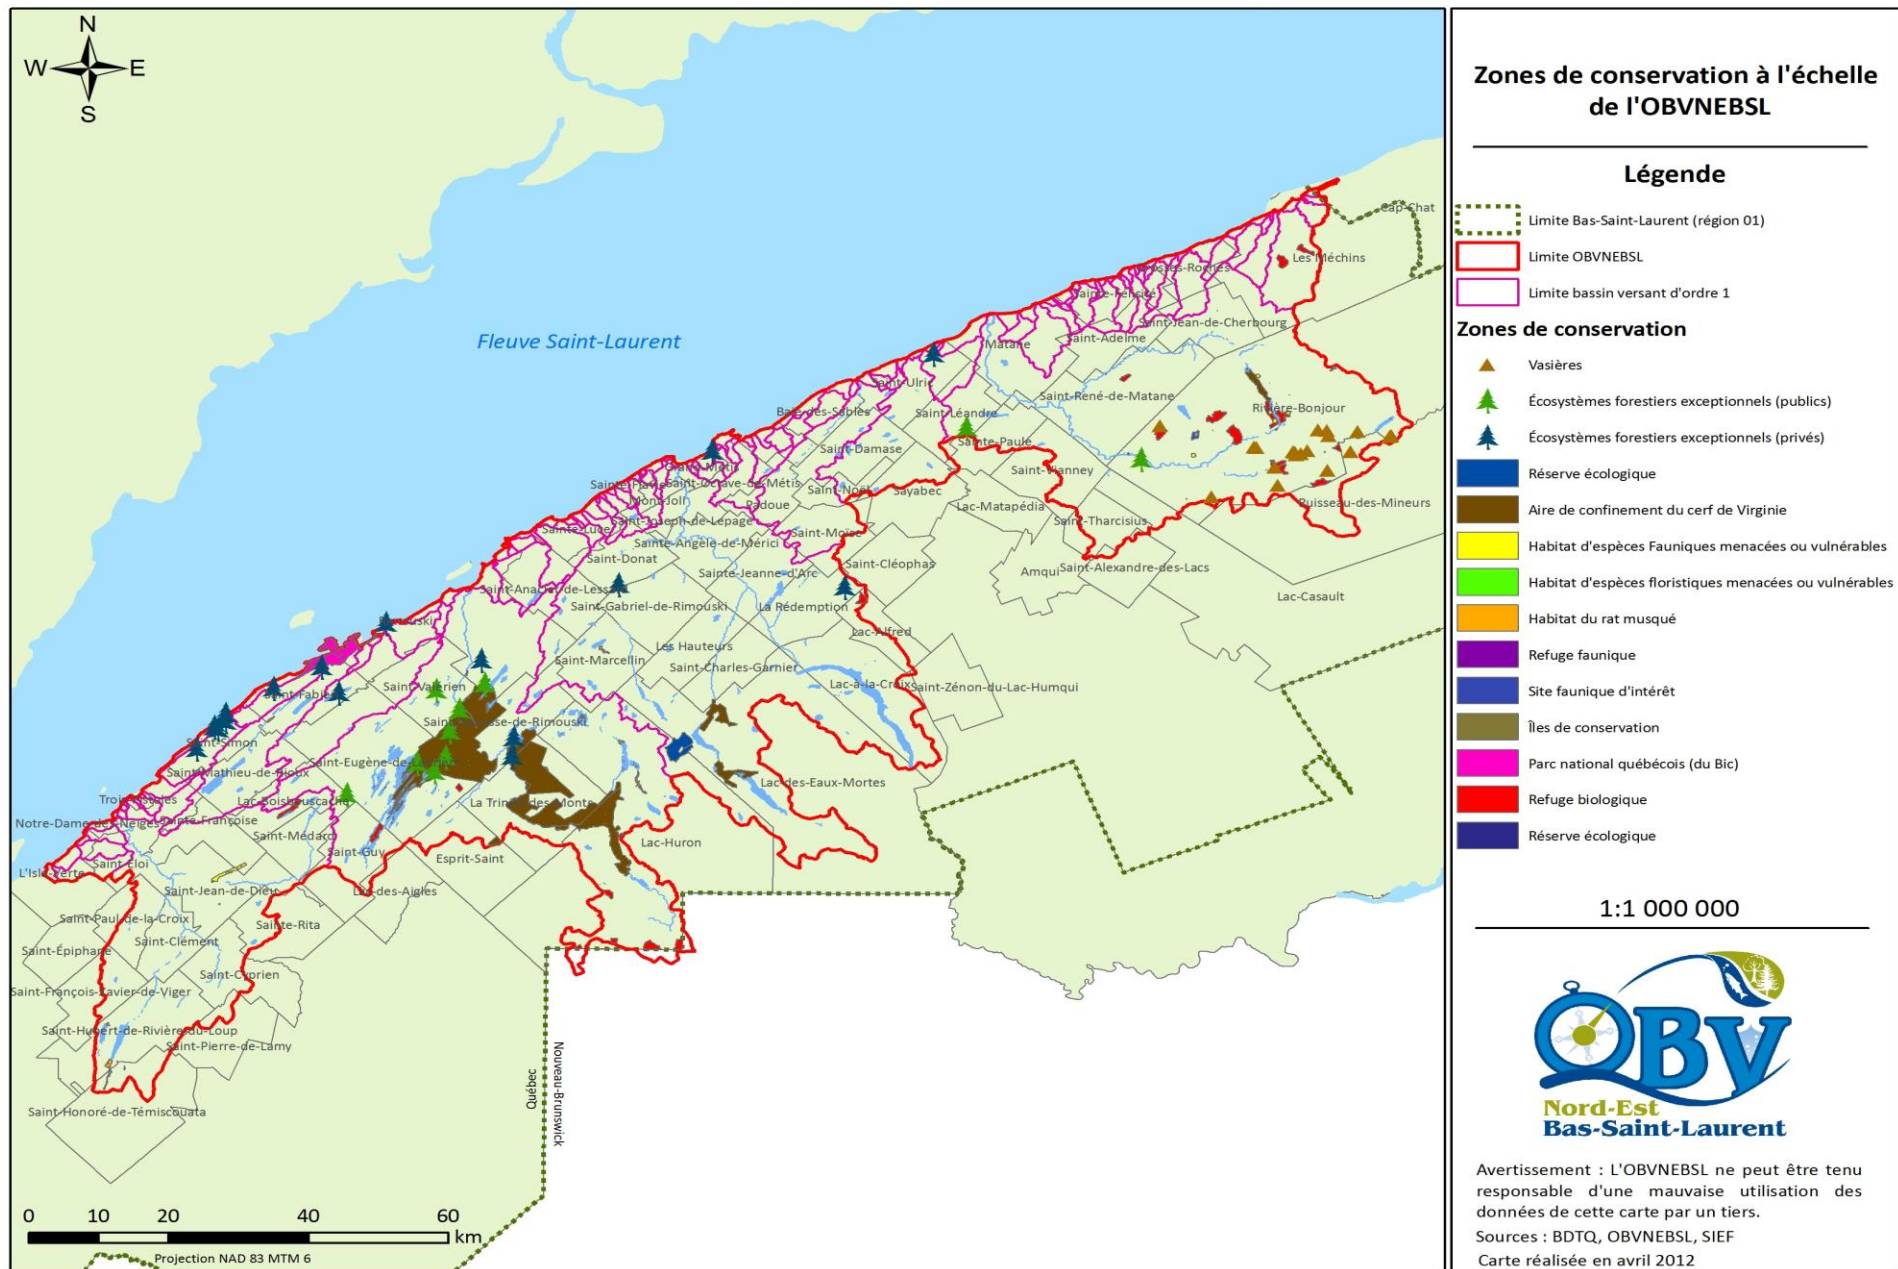 N
W
E
S
Fleuve Saint-Laurent
Cap-Chat
Les Méchins
Saint-Jean-de-Cherbourg
Matane
Saint-Adelme
Saint-Ulric
Saint-René-de-Matane
Rivière-Bonjour
Saint-Léandre
Sainte-Paule
Baie-des-Sables
Saint-Damase
Saint-Vianney
Saint-Octave-de-Métis
Saint-Noël
Sayabec
Padoue
Lac-Matapédia
Ruisseau-des-Mineurs
Mont-Joli
Saint-Joseph-de-Lepage
Saint-Tharcisius
Sainte-Luce
Saint-Moïse
Sainte-Angèle-de-Mérici
Saint-Donat
Saint-Cléophas
Sainte-Jeanne-d'Arc
Amqui
Saint-Alexandre-des-Lacs
Lac-Casault
Saint-Gabriel-de-Rimouski
La Rédemption
Lac-Alfred
Les Hauteurs
Saint-Marcellin
Saint-Charles-Garnier
Lac-à-la-Croix
Saint-Zénon-du-Lac-Humqui
Saint-Valérien
Saint-Simon
Lac-des-Eaux-Mortes
La Trinité-des-Monts
Notre-Dame-des-Neiges
Sainte-Françoise
Saint-Médard
Saint-Guy
Esprit-Saint
Lac-Huron
Saint-Éloi
L'Isle-Verte
Saint-Jean-de-Dieu
Lac-des-Aigles
Saint-Paul-de-la-Croix
Sainte-Rita
Saint-Clément
Saint-Épiphane
Saint-Cyprien
Saint-François-Xavier-de-Viger
Saint-Hubert-de-Rivière-du-Loup
Saint-Pierre-de-Lamy
Saint-Honoré-de-Témiscouata
Québec
Nouveau-Brunswick
0 10 20 40 60
km
Projection NAD 83 MTM 6
Zones de conservation à l'échelle
de l'OBVNEBSL
Légende
Limite Bas-Saint-Laurent (région 01)
Limite OBVNEBSL
Limite bassin versant d'ordre 1
Zones de conservation
Vasières
Écosystèmes forestiers exceptionnels (publics)
Écosystèmes forestiers exceptionnels (privés)
Réserve écologique
Aire de confinement du cerf de Virginie
Habitat d'espèces Fauniques menacées ou vulnérables
Habitat d'espèces floristiques menacées ou vulnérables
Habitat du rat musqué
Refuge faunique
Site faunique d'intérêt
Îles de conservation
Parc national québécois (du Bic)
Refuge biologique
Réserve écologique
1:1 000 000
OBV
Nord-Est
Bas-Saint-Laurent
Avertissement : L'OBVNEBSL ne peut être tenu
responsable d'une mauvaise utilisation des
données de cette carte par un tiers.
Sources : BDTQ, OBVNEBSL, SIEF
Carte réalisée en avril 2012